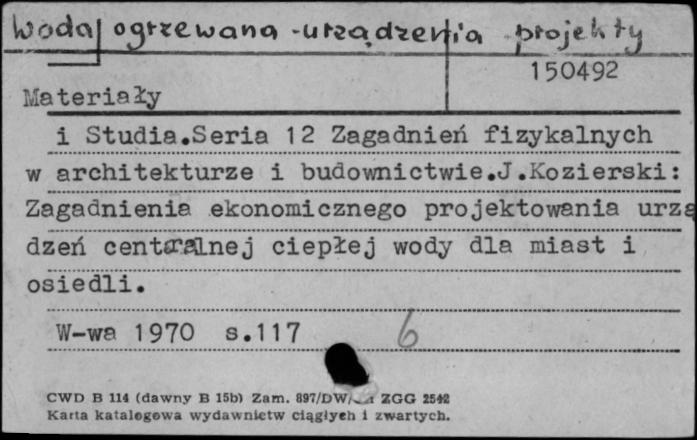 Woda ogrzewana - urządzenia - projekty
150492
Materiały
i Studia.Seria 12 Zagadnień fizykalnych
w architekturze i budownictwie.J.Kozierski:
Zagadnienia ekonomicznego projektowania urzą
dzeń centralnej ciepłej wody dla miast i
osiedli.
W-wa 1970 s.117 6
CWD B 114 (dawny B 15b) Zam. 897/DW/ ZGG 2542
Karta katalogowa wydawnictw ciągłych i zwartych.